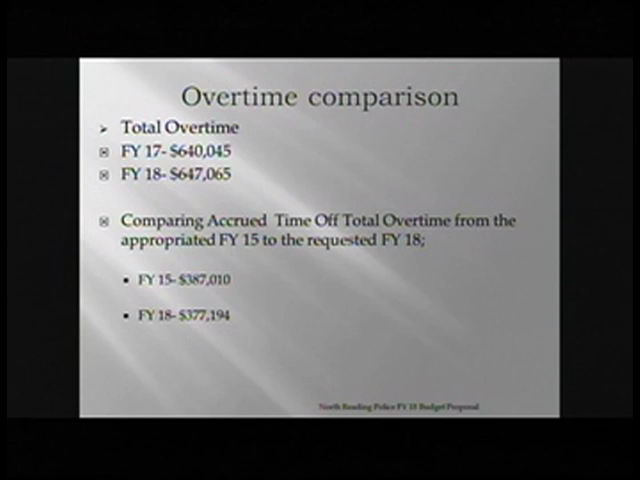 Overtime comparison
Total Overtime
FY 17- $640,045
FY 18- $647,065
Comparing Accrued Time Off Total Overtime from the
appropriated FY 15 to the requested FY 18;
FY 15- $387,010
FY 18- $377,194
North Reading Police FY 18 Budget Proposal